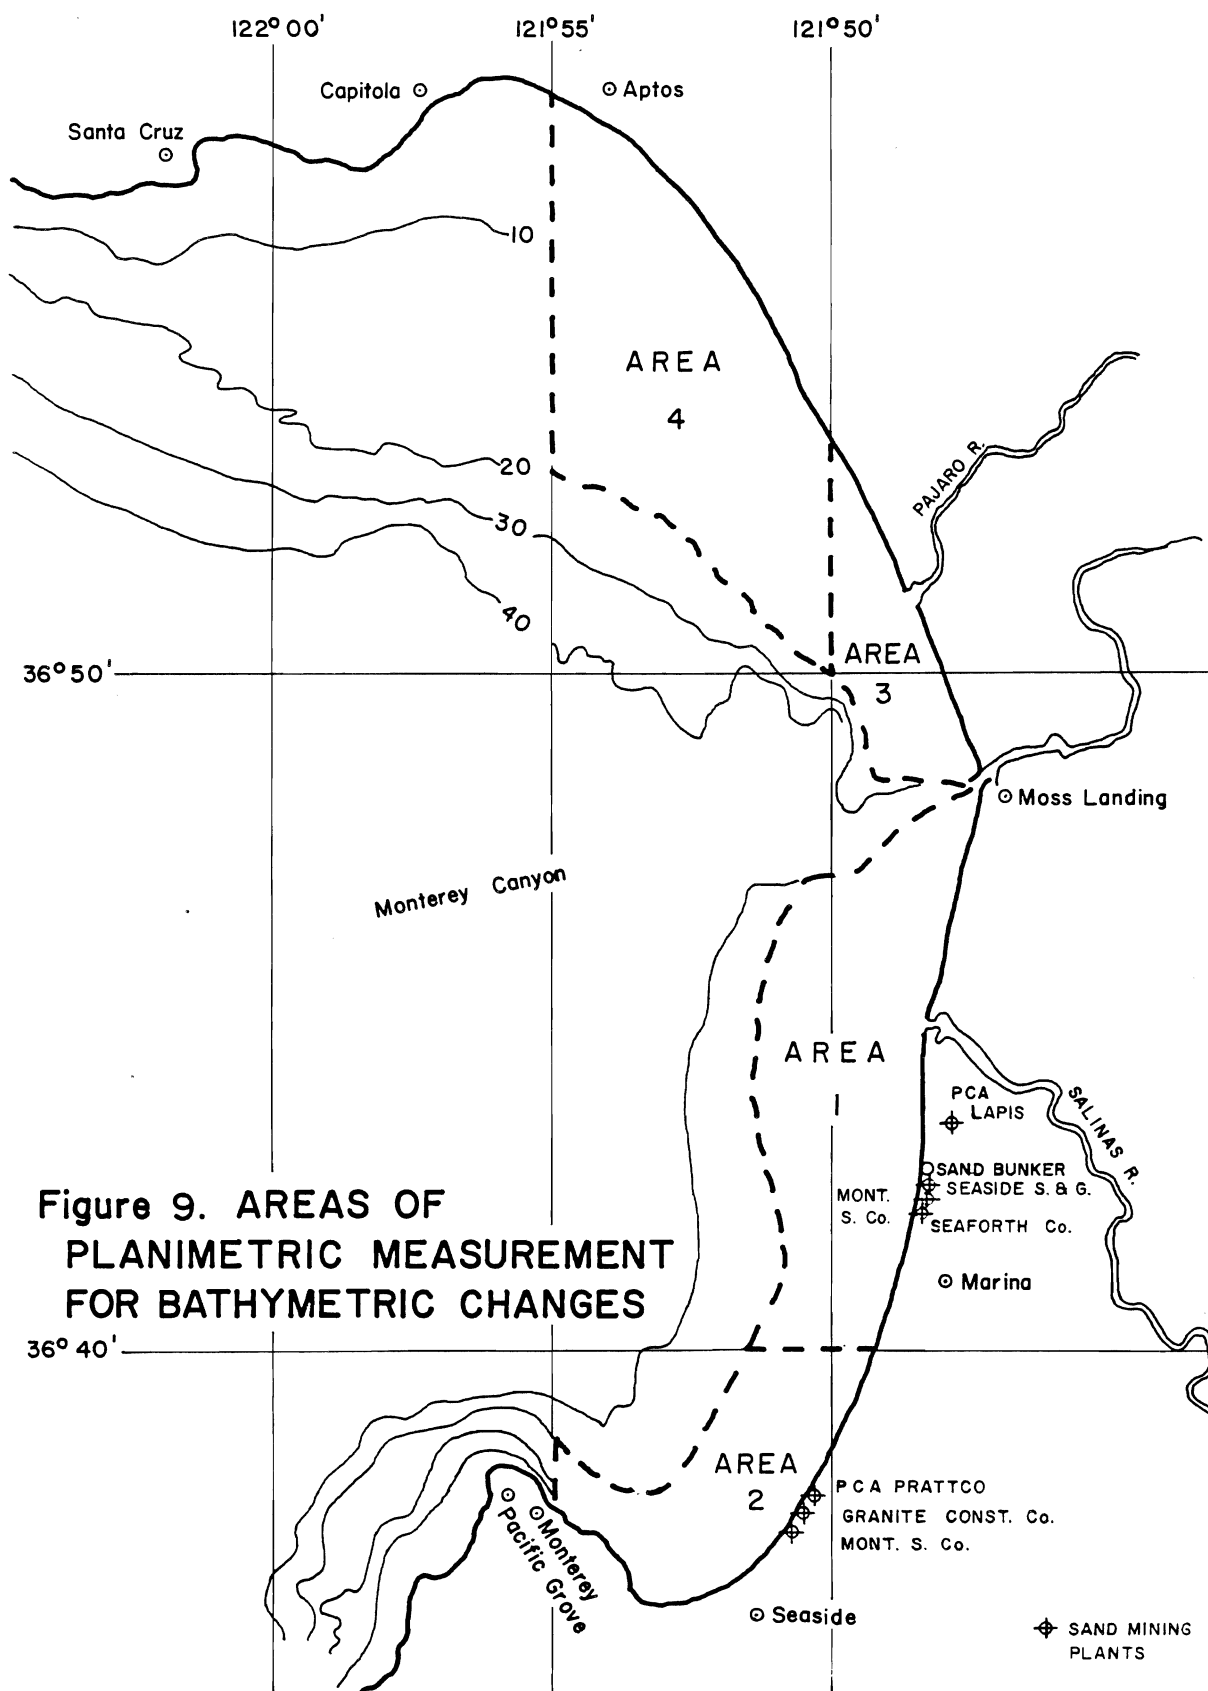 122° 00'
121° 55'
121° 50'
Capitola
Aptos
Santa Cruz
10
AREA
4
PAJARO R.
20
30
40
36° 50'
AREA
3
Moss Landing
Monterey Canyon
AREA
1
PCA
LAPIS
SALINAS R.
SAND BUNKER
SEASIDE S. & G.
MONT.
S. Co.
SEAFORTH Co.
Marina
Figure 9. AREAS OF
PLANIMETRIC MEASUREMENT
FOR BATHYMETRIC CHANGES
36° 40'
AREA
2
PCA PRATTCO
GRANITE CONST. Co.
MONT. S. Co.
Monterey
Pacific Grove
Seaside
SAND MINING
PLANTS